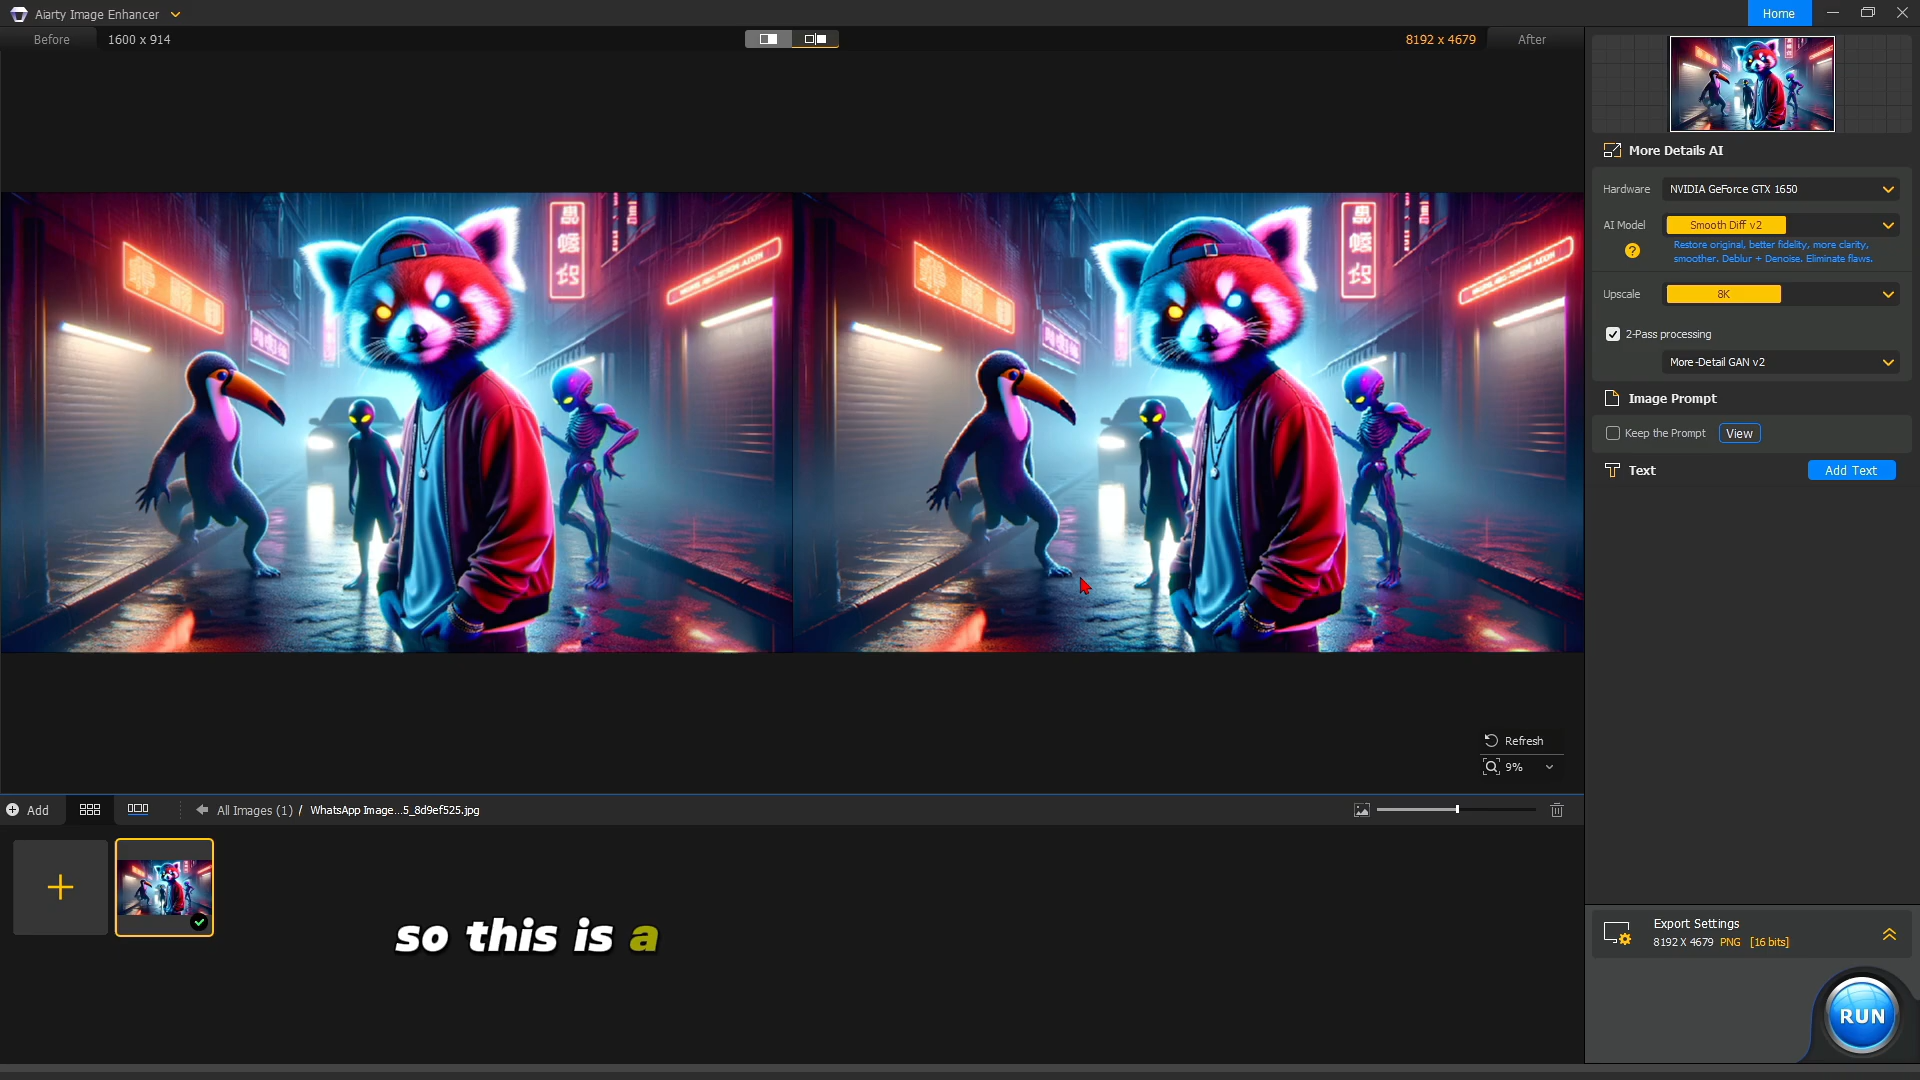 Aiarty Image Enhancer
Home
Before
1600 x 914
8192 x 4679
After
More Details AI
Hardware
NVIDIA GeForce GTX 1650
AI Model
Smooth Diff v2
Restore original, better fidelity, more clarity,
smoother. Deblur + Denoise. Eliminate flaws.
?
Upscale
8K
2-Pass processing
More-Detail GAN v2
Image Prompt
Keep the Prompt
View
Text
Add Text
Refresh
9%
Add
All Images (1) / WhatsApp Image...5_8d9ef525.jpg
so this is a
Export Settings
8192 X 4679 PNG [16 bits]
RUN